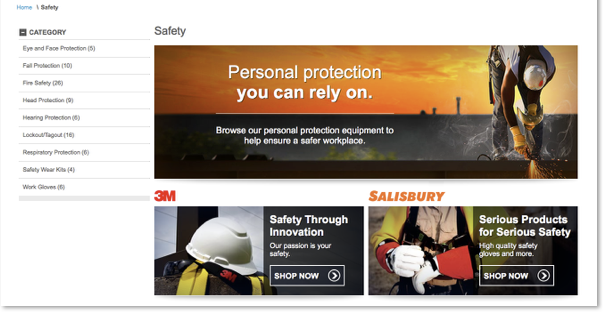 Home \ Safety
CATEGORY
Eye and Face Protection (5)
Fall Protection (10)
Fire Safety (26)
Head Protection (9)
Hearing Protection (6)
Lockout/Tagout (16)
Respiratory Protection (6)
Safety Wear Kits (4)
Work Gloves (6)
Safety
Personal protection
you can rely on.
Browse our personal protection equipment to
help ensure a safer workplace.
3M
Safety Through
Innovation
Our passion is your
safety.
SHOP NOW
3M
SALISBURY
Serious Products
for Serious Safety
High quality safety
gloves and more.
SHOP NOW